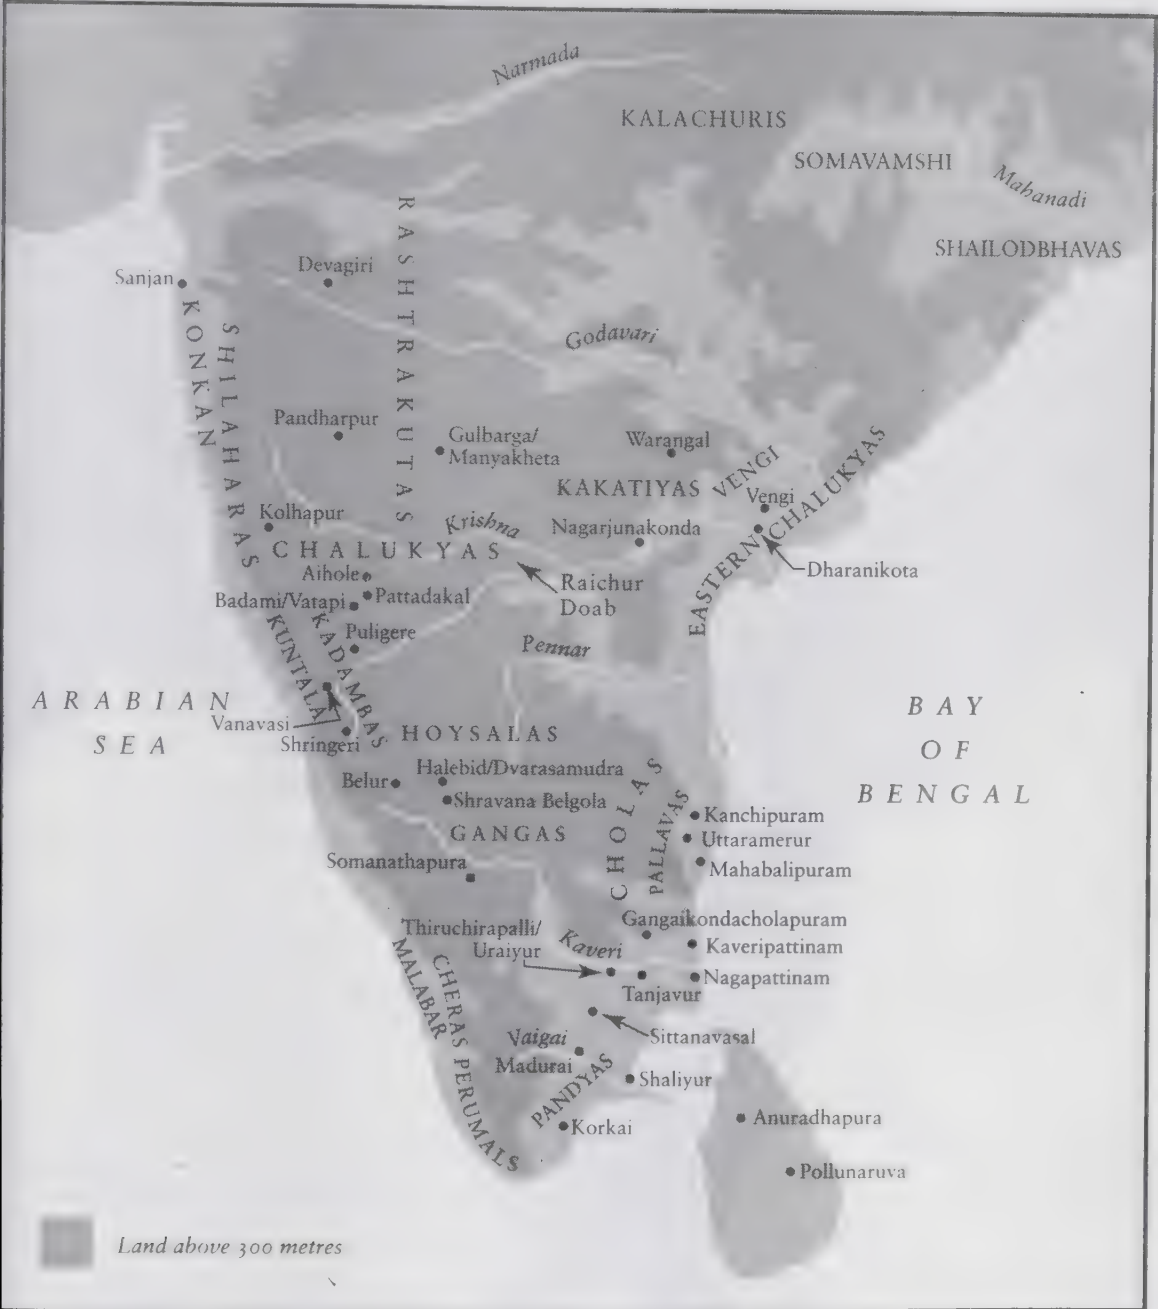 Narmada
KALACHURIS
SOMAVAMSHI
Mahanadi
SHAILODBHAVAS
RASHTRAKUTAS
Sanjan
Devagiri
KONKAN
SHILAHARAS
Godavari
Pandharpur
Gulbarga/
Manyakheta
Warangal
KAKATIYAS
VENGI
Vengi
EASTERN CHALUKYAS
Kolhapur
Krishna
Nagarjunakonda
CHALUKYAS
Dharanikota
Aihole
Raichur
Doab
Badami/Vatapi
Pattadakal
Puligere
KUNTALA
KADAMBAS
Pennar
ARABIAN
SEA
Vanavasi
Shringeri
HOYSALAS
BAY
OF
BENGAL
Belur
Halebid/Dvarasamudra
Shravana Belgola
CHOLAS
PALLAVAS
Kanchipuram
Uttaramerur
Mahabalipuram
GANGAS
Somanathapura
Gangaikondacholapuram
Thiruchirapalli/
Uraiyur
Kaveri
Kaveripattinam
Nagapattinam
Tanjavur
MALABAR
CHERAS PERUMALS
Sittanavasal
Vaigai
Madurai
PANDYAS
Shaliyur
Korkai
Anuradhapura
Pollunaruva
Land above 300 metres